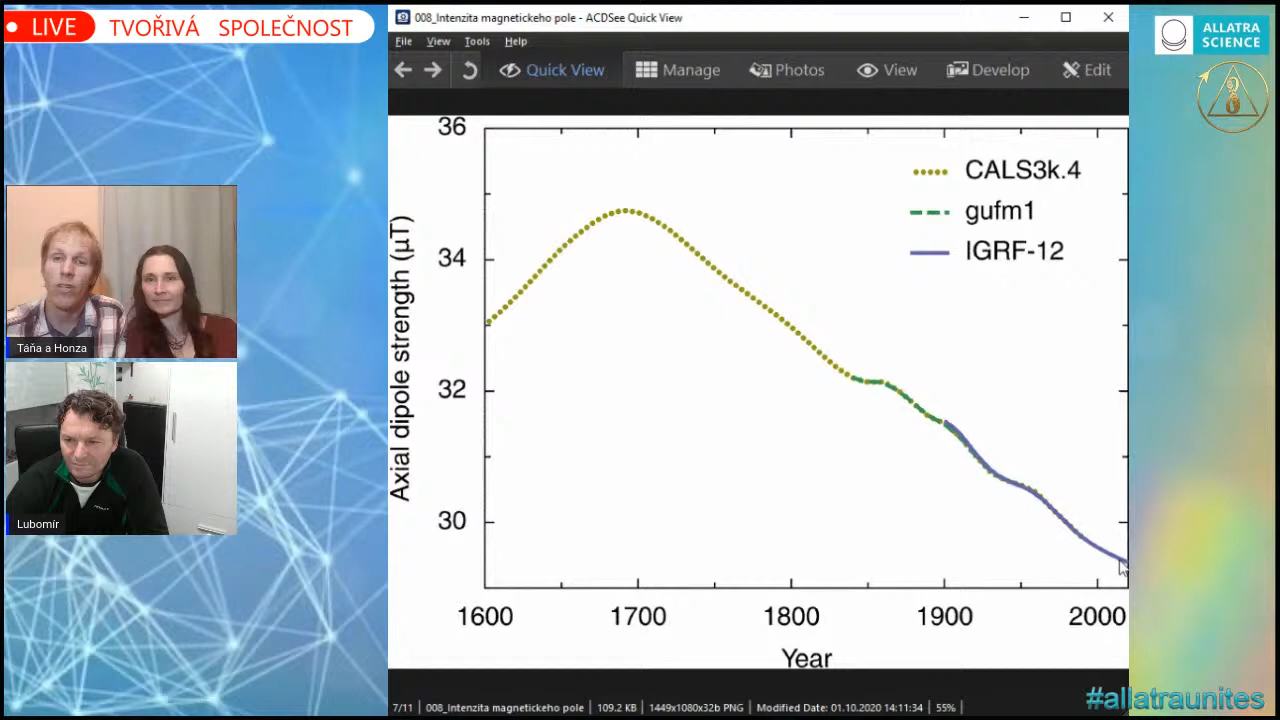 LIVE TVOŘIVÁ SPOLEČNOST
008_Intenzita magnetickeho pole - ACDSee Quick View
File View Tools Help
Quick View Manage Photos View Develop Edit
ALLATRA
SCIENCE
36
34
32
30
Axial dipole strength (µT)
CALS3k.4
gufm1
IGRF-12
1600 1700 1800 1900 2000
Year
Táňa a Honza
Lubomír
7/11 008_Intenzita magnetickeho pole 109.2 KB 1449x1080x32b PNG Modified Date: 01.10.2020 14:11:34 55%
#allatraunites